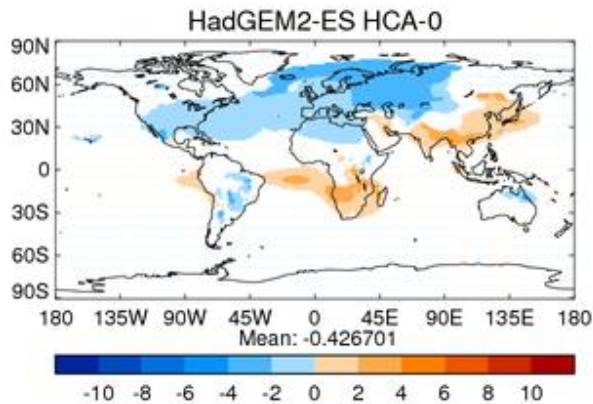 HadGEM2-ES HCA-0
90N
60N
30N
0
30S
60S
90S
180 135W 90W 45W 0 45E 90E 135E 180
Mean: -0.426701
-10 -8 -6 -4 -2 0 2 4 6 8 10